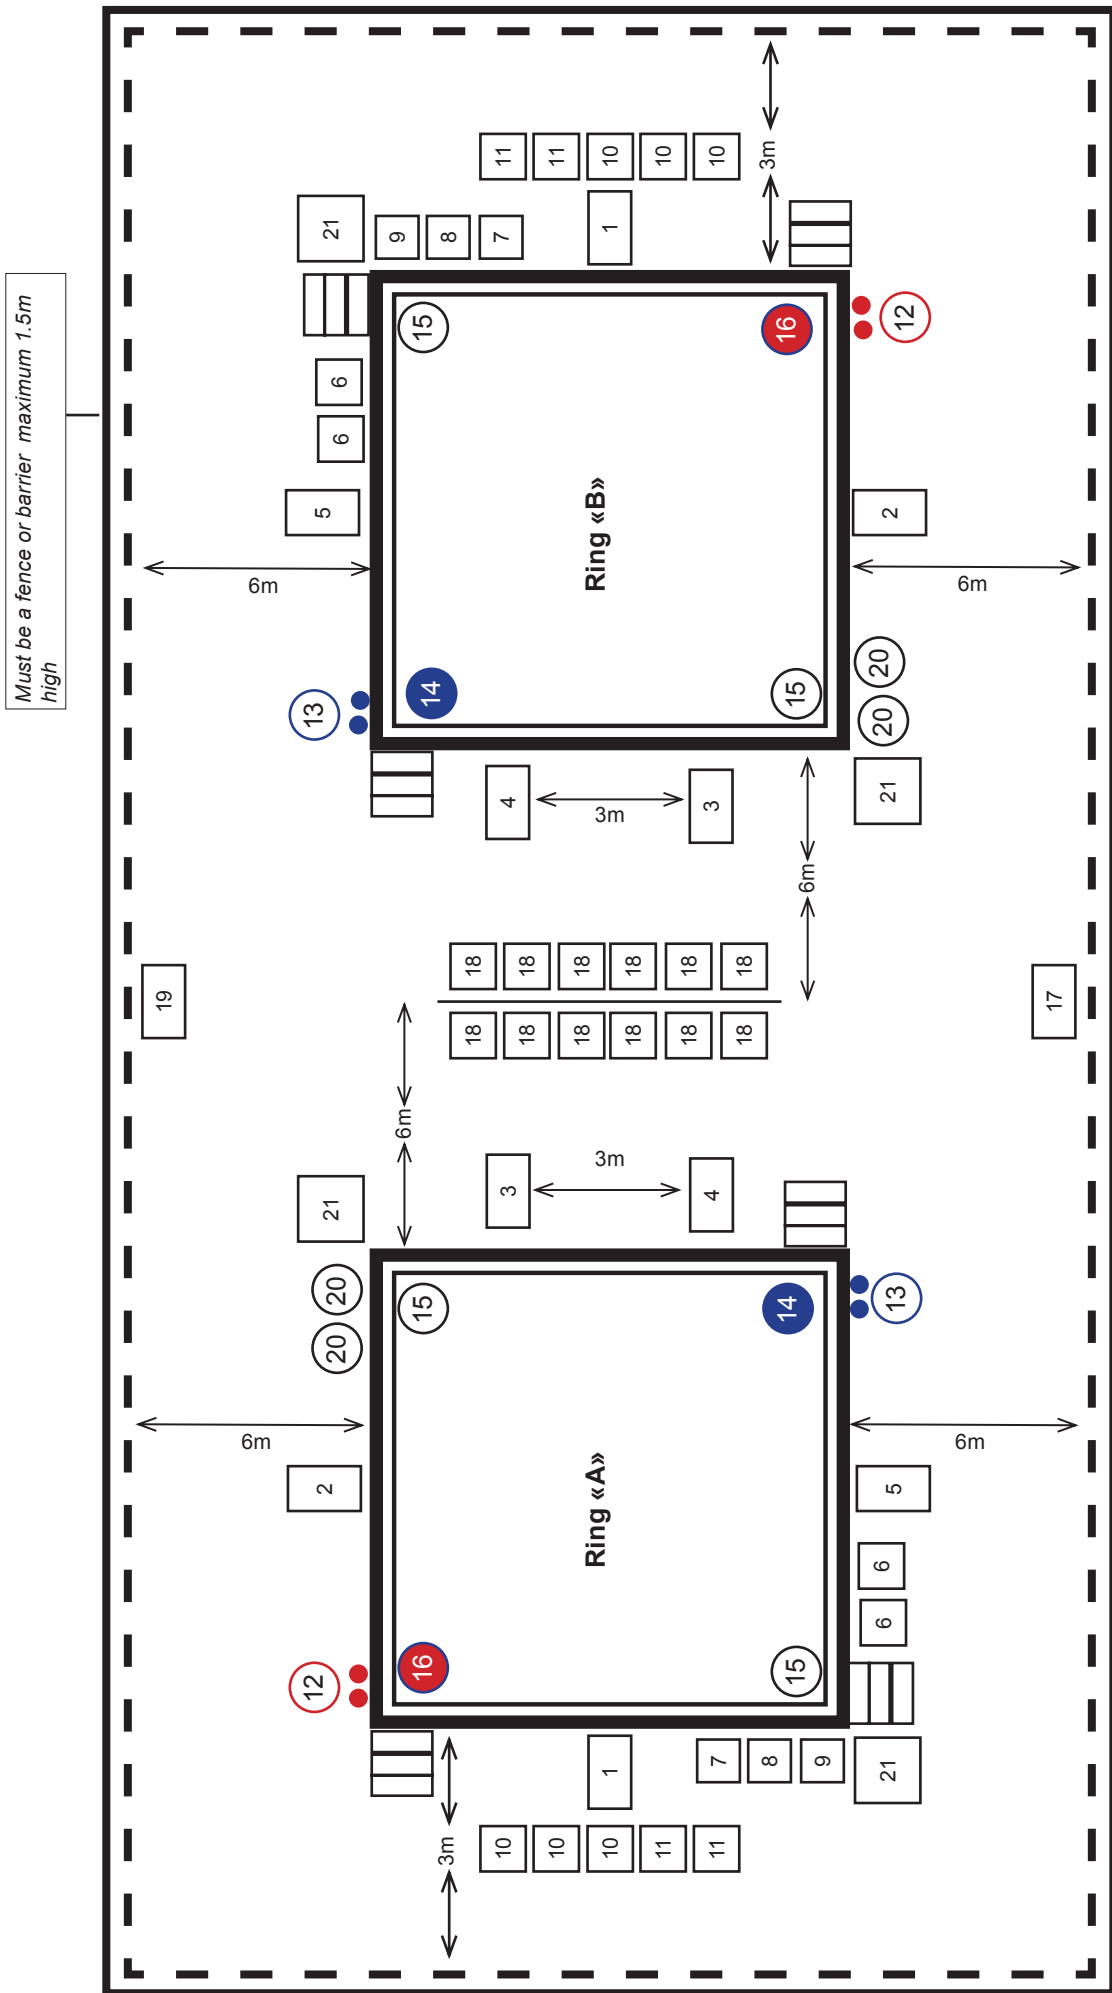 Must be a fence or barrier maximum 1.5m
high
11 11 10 10 10
3m
21
9 8 7
1
15
16
12
6
6
5
Ring «B»
2
6m
6m
13
14
15
20
20
4
3m
3
21
6m
18 18 18 18 18 18
19
17
18 18 18 18 18 18
6m
21
3
3m
4
20
20
15
14
13
6m
6m
2
Ring «A»
5
6
6
12
16
15
1
7 8 9
21
3m
10 10 10 11 11